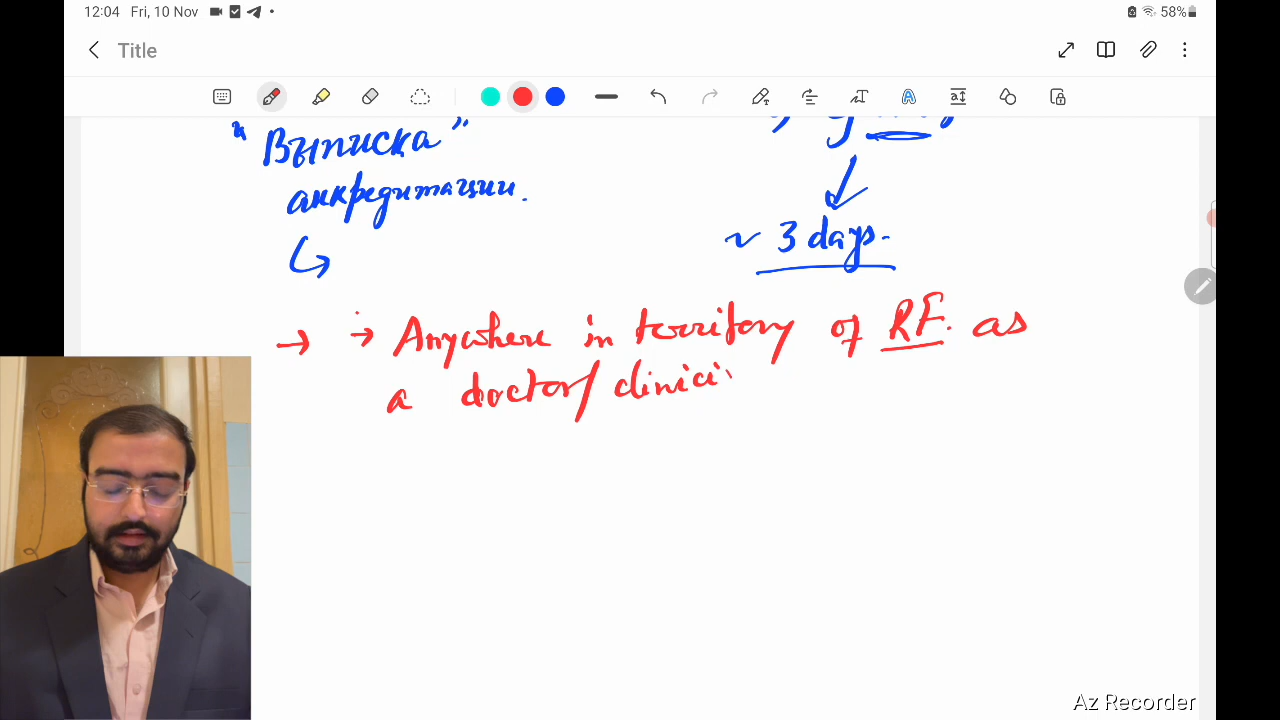 12:04 Fri, 10 Nov
58%
Title
"Выписка"
анкредитации.
~ 3 days.
→ → Anywhere in territory of RF. as
a doctor/clinici
Az Recorder